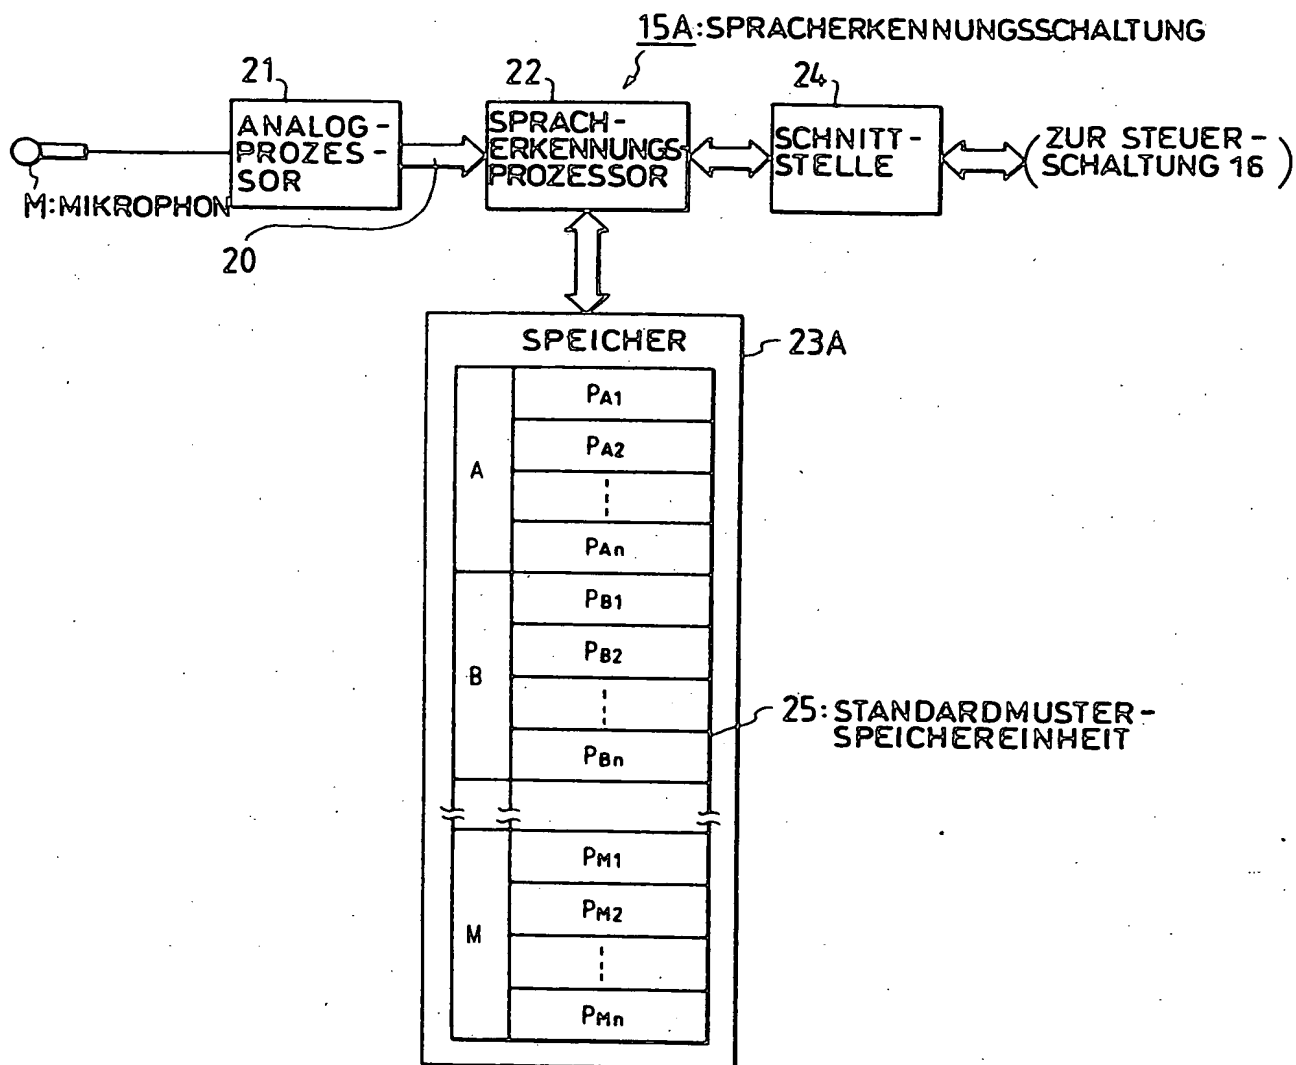 15A:SPRACHERKENNUNGSSCHALTUNG
21
22
24
ANALOG-
PROZES-
SOR
SPRACH-
ERKENNUNGS-
PROZESSOR
SCHNITT-
STELLE
(ZUR STEUER-
SCHALTUNG 16)
M:MIKROPHON
20
SPEICHER
23A
A
PA1
PA2
PAn
B
PB1
PB2
PBn
25:STANDARDMUSTER-
SPEICHEREINHEIT
M
PM1
PM2
PMn